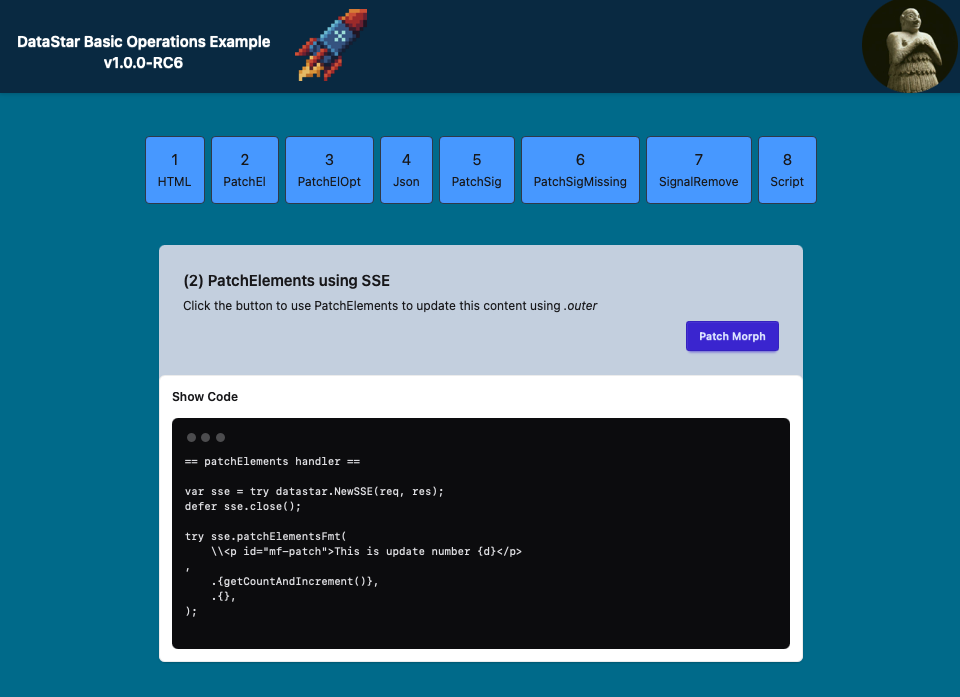 DataStar Basic Operations Example
v1.0.0-RC6
1
HTML
2
PatchEl
3
PatchElOpt
4
Json
5
PatchSig
6
PatchSigMissing
7
SignalRemove
8
Script
(2) PatchElements using SSE
Click the button to use PatchElements to update this content using .outer
Patch Morph
Show Code
== patchElements handler ==
var sse = try datastar.NewSSE(req, res);
defer sse.close();
try sse.patchElementsFmt(
    \\<p id="mf-patch">This is update number {d}</p>
,
    .{getCountAndIncrement()},
    .{},
);